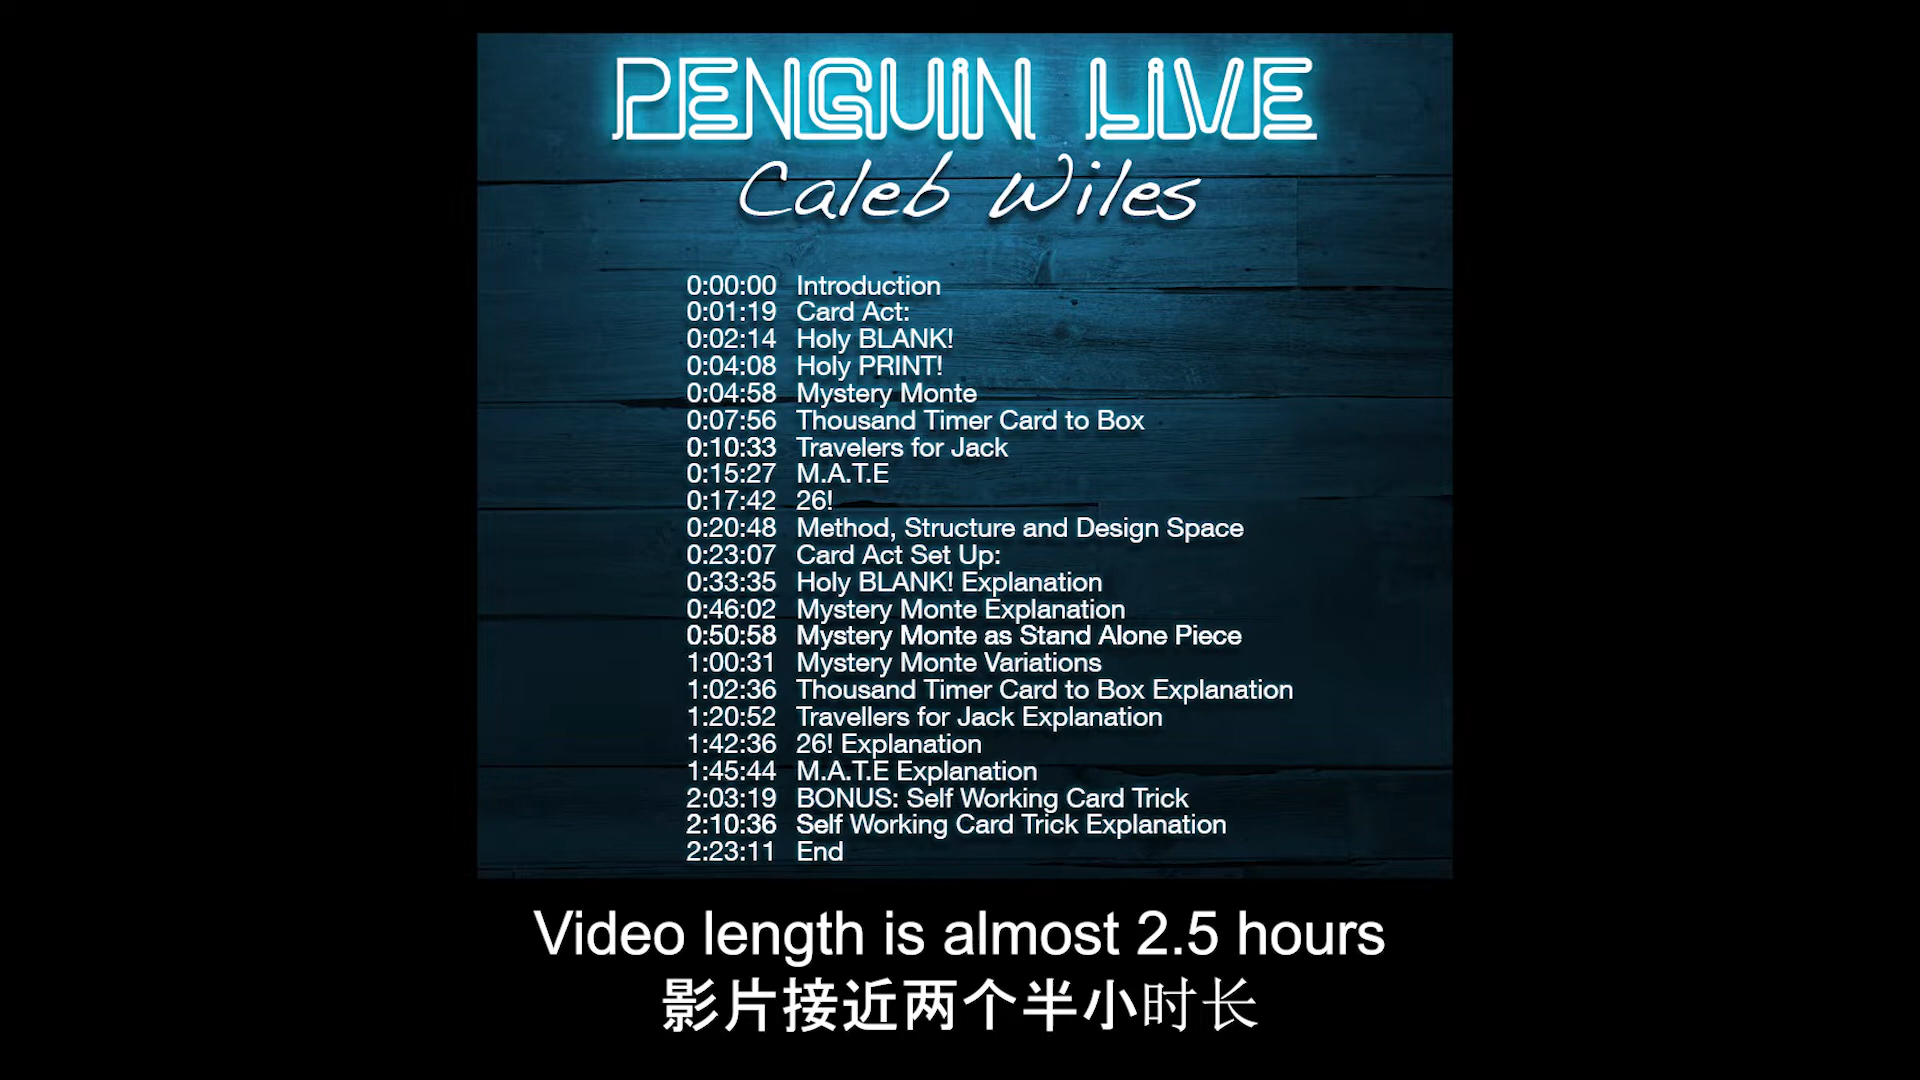 PENGUIN LIVE
Caleb Wiles
0:00:00 Introduction
0:01:19 Card Act:
0:02:14 Holy BLANK!
0:04:08 Holy PRINT!
0:04:58 Mystery Monte
0:07:56 Thousand Timer Card to Box
0:10:33 Travelers for Jack
0:15:27 M.A.T.E
0:17:42 26!
0:20:48 Method, Structure and Design Space
0:23:07 Card Act Set Up:
0:33:35 Holy BLANK! Explanation
0:46:02 Mystery Monte Explanation
0:50:58 Mystery Monte as Stand Alone Piece
1:00:31 Mystery Monte Variations
1:02:36 Thousand Timer Card to Box Explanation
1:20:52 Travellers for Jack Explanation
1:42:36 26! Explanation
1:45:44 M.A.T.E Explanation
2:03:19 BONUS: Self Working Card Trick
2:10:36 Self Working Card Trick Explanation
2:23:11 End
Video length is almost 2.5 hours
影片接近两个半小时长